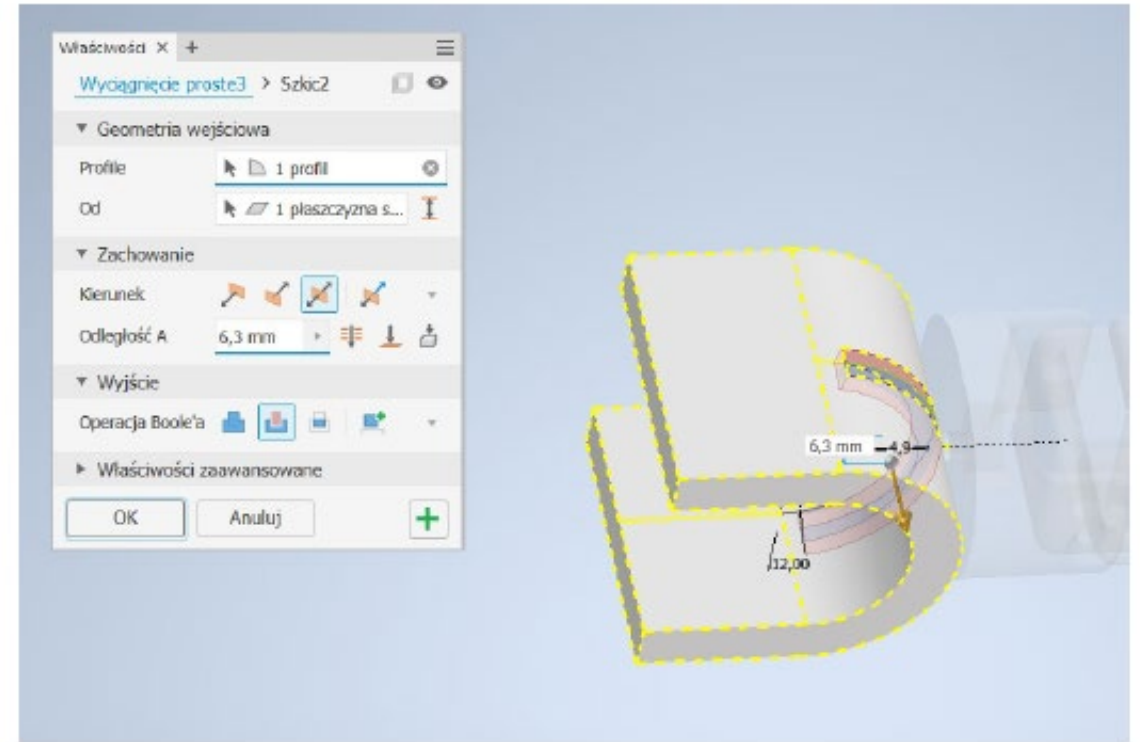 Właściwości × +
Wyciągnięcie proste3 > Szkic2
Geometria wejściowa
Profile 1 profil
Od 1 płaszczyzna s...
Zachowanie
Kierunek
Odległość A 6,3 mm
Wyjście
Operacja Boole'a
Właściwości zaawansowane
OK Anuluj +
6,3 mm 4,9
12,00